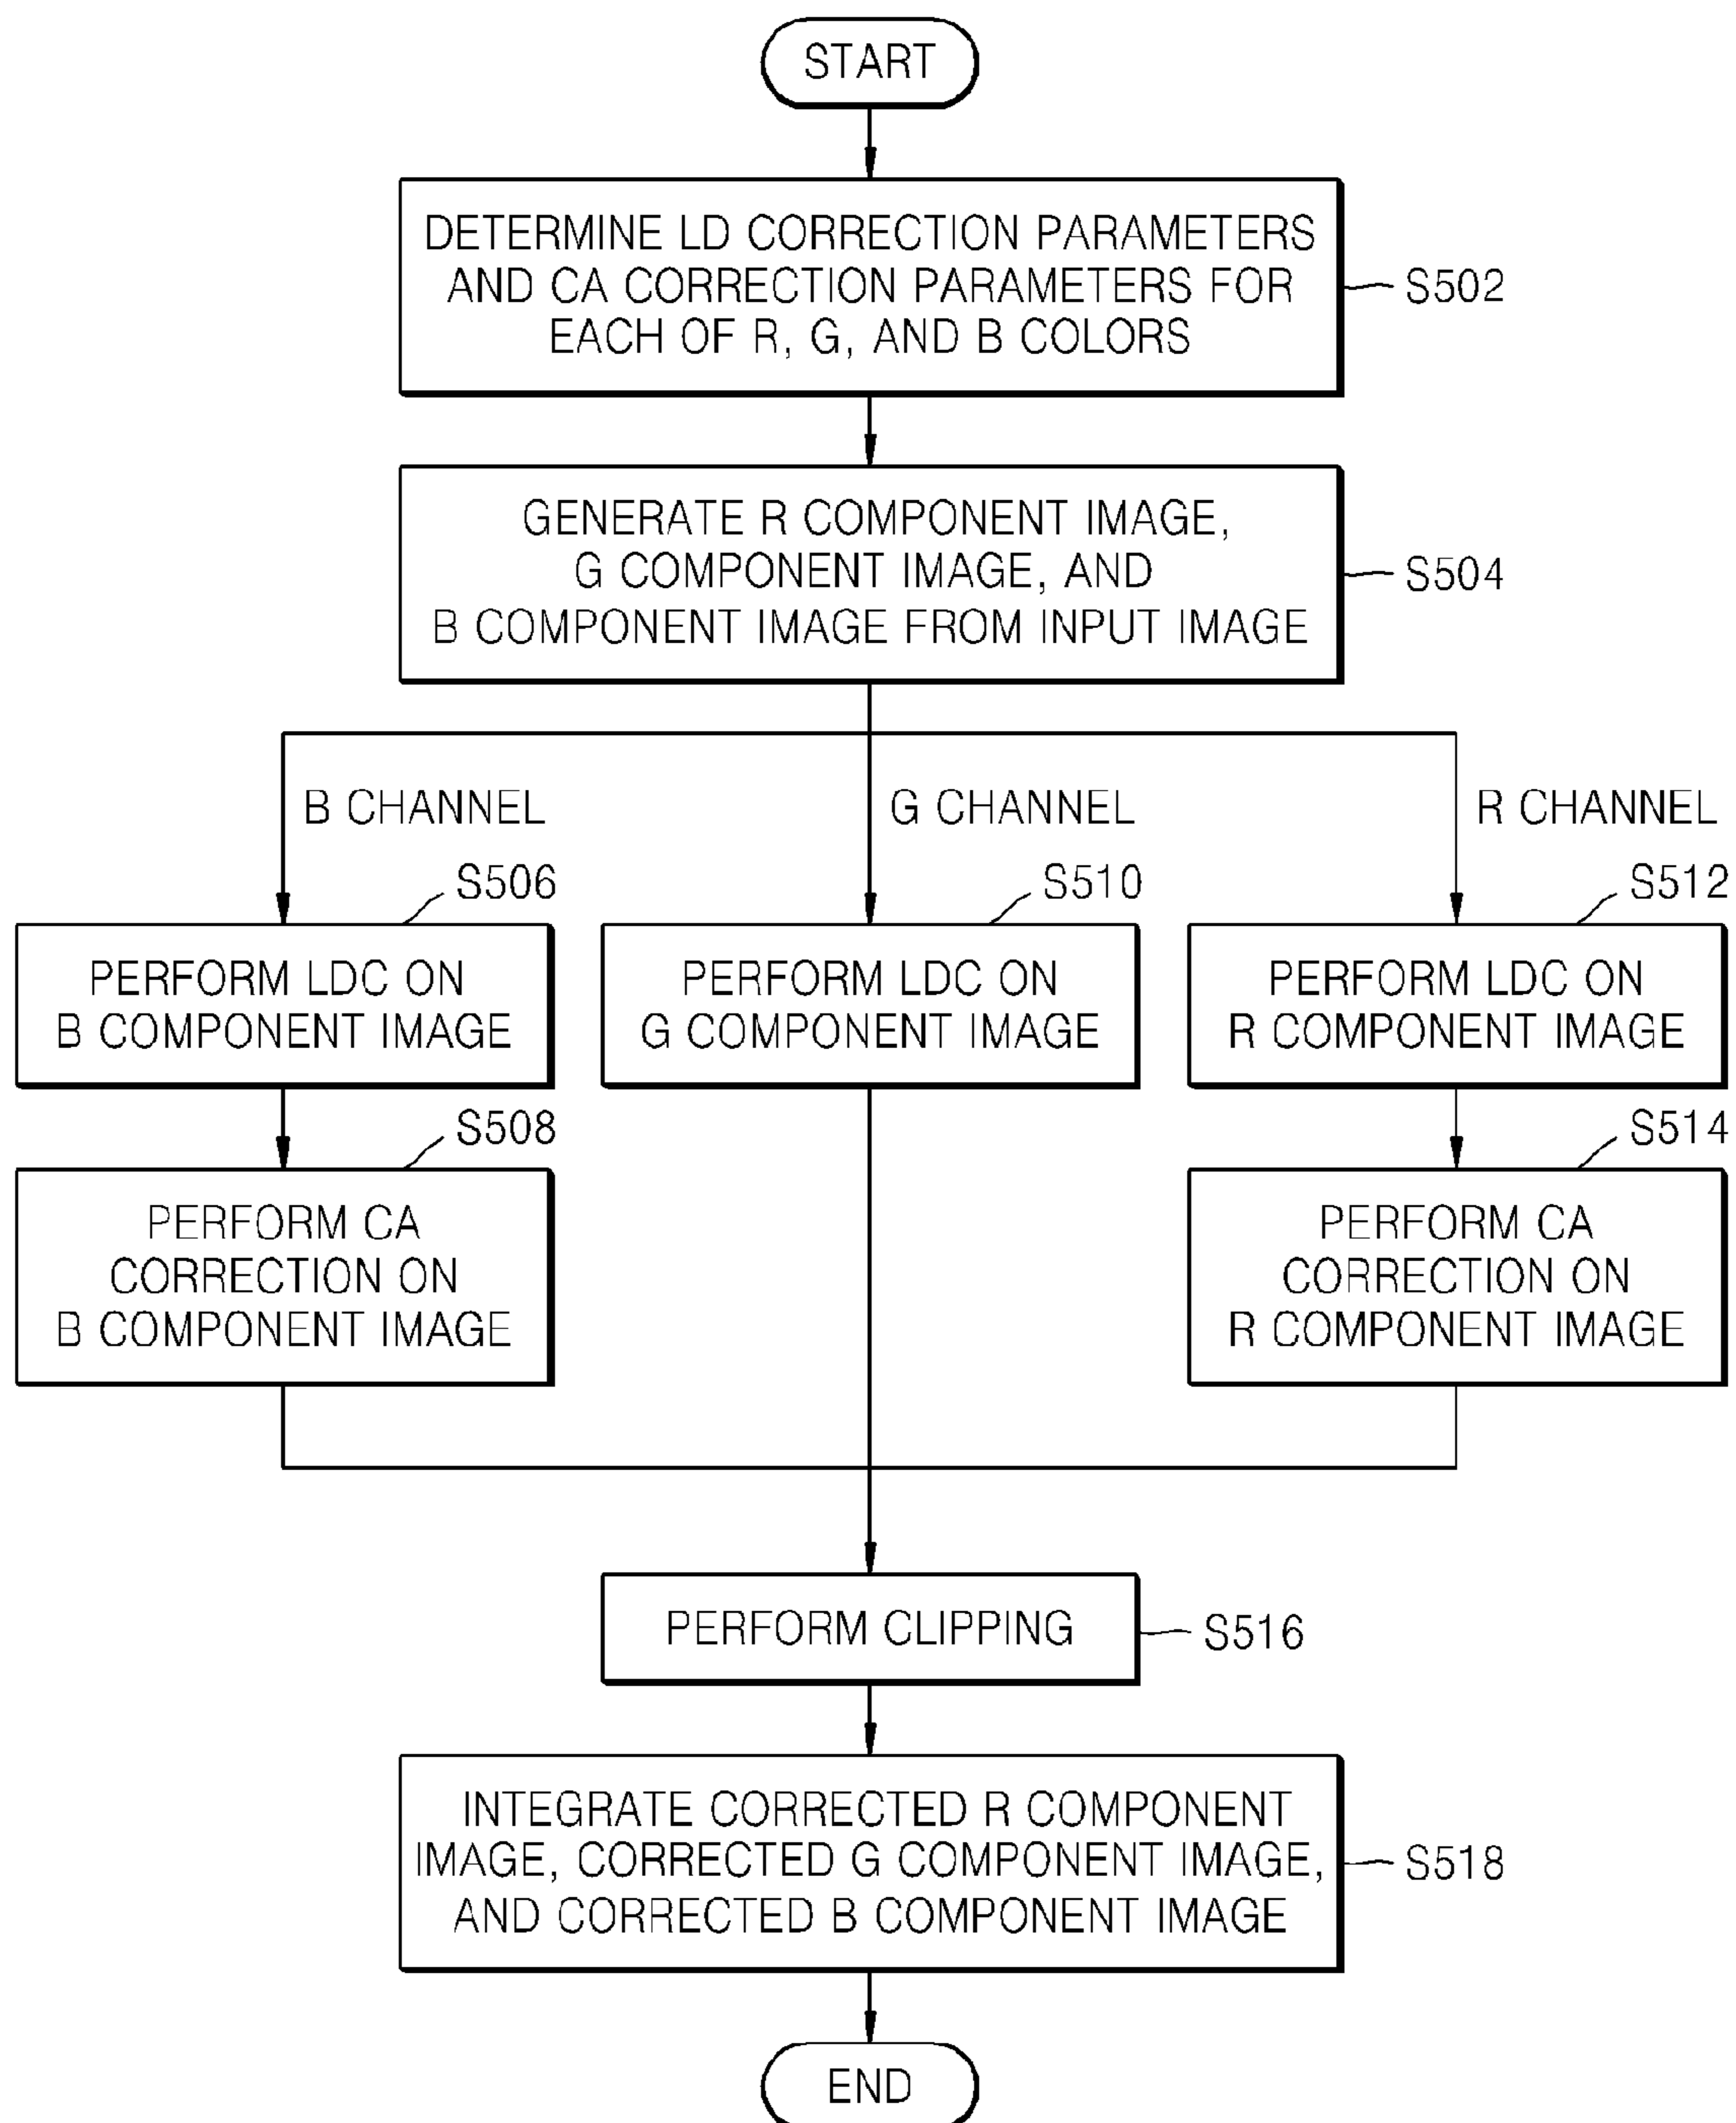 START
DETERMINE LD CORRECTION PARAMETERS
AND CA CORRECTION PARAMETERS FOR
EACH OF R, G, AND B COLORS
S502
GENERATE R COMPONENT IMAGE,
G COMPONENT IMAGE, AND
B COMPONENT IMAGE FROM INPUT IMAGE
S504
B CHANNEL
G CHANNEL
R CHANNEL
S506
PERFORM LDC ON
B COMPONENT IMAGE
S510
PERFORM LDC ON
G COMPONENT IMAGE
S512
PERFORM LDC ON
R COMPONENT IMAGE
S508
PERFORM CA
CORRECTION ON
B COMPONENT IMAGE
S514
PERFORM CA
CORRECTION ON
R COMPONENT IMAGE
PERFORM CLIPPING
S516
INTEGRATE CORRECTED R COMPONENT
IMAGE, CORRECTED G COMPONENT IMAGE,
AND CORRECTED B COMPONENT IMAGE
S518
END